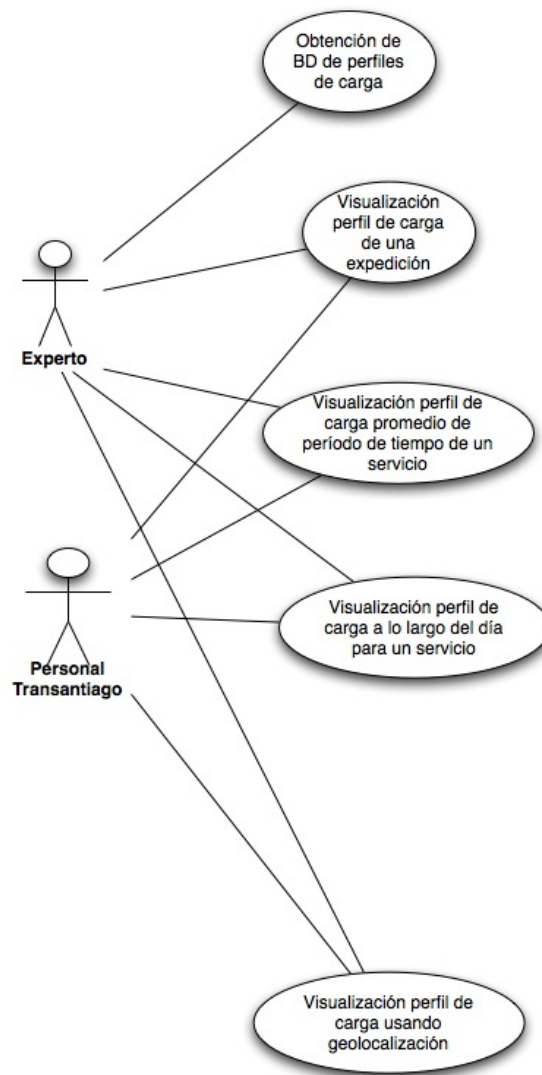 Obtención de
BD de perfiles
de carga
Visualización
perfil de carga
de una
expedición
Experto
Visualización perfil de
carga promedio de
período de tiempo de un
servicio
Personal
Transantiago
Visualización perfil de
carga a lo largo del día
para un servicio
Visualización perfil de
carga usando
geolocalización